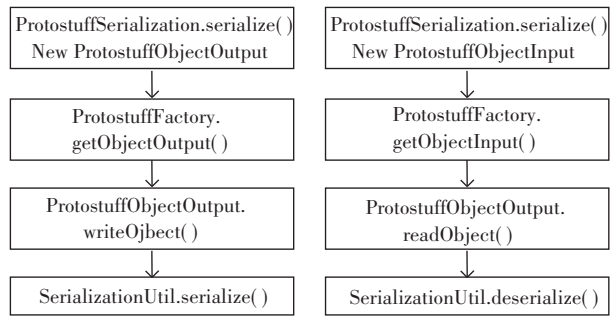 ProtostuffSerialization.serialize( )
New ProtostuffObjectOutput
ProtostuffFactory.
getObjectOutput( )
ProtostuffObjectOutput.
writeOjbect( )
SerializationUtil.serialize( )
ProtostuffSerialization.serialize( )
New ProtostuffObjectInput
ProtostuffFactory.
getObjectInput( )
ProtostuffObjectOutput.
readObject( )
SerializationUtil.deserialize( )